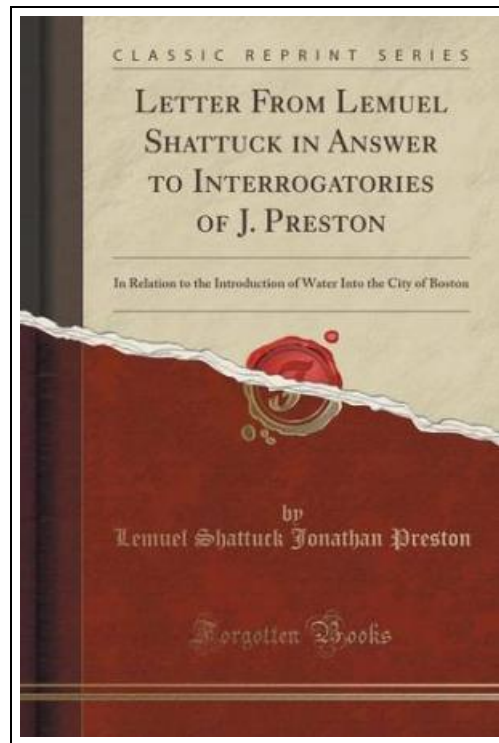 CLASSIC REPRINT SERIES
LETTER FROM LEMUEL
SHATTUCK IN ANSWER
TO INTERROGATORIES
OF J. PRESTON
In Relation to the Introduction of Water Into the City of Boston
by
Lemuel Shattuck Jonathan Preston
Forgotten Books